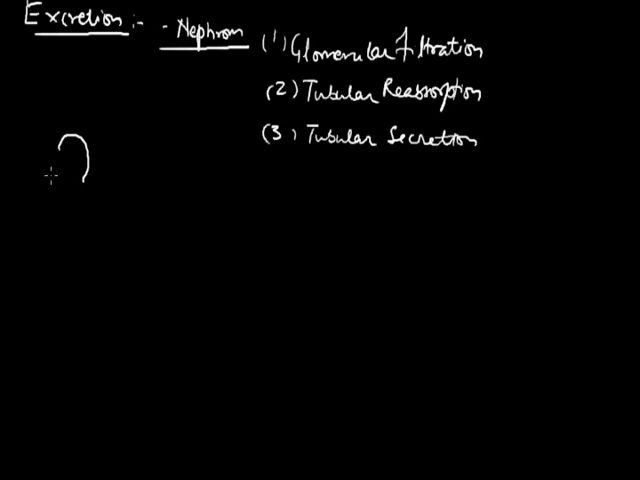 Excretion :- - Nephron (1) Glomerular Filtration
(2) Tubular Reabsorption
(3) Tubular Secretion